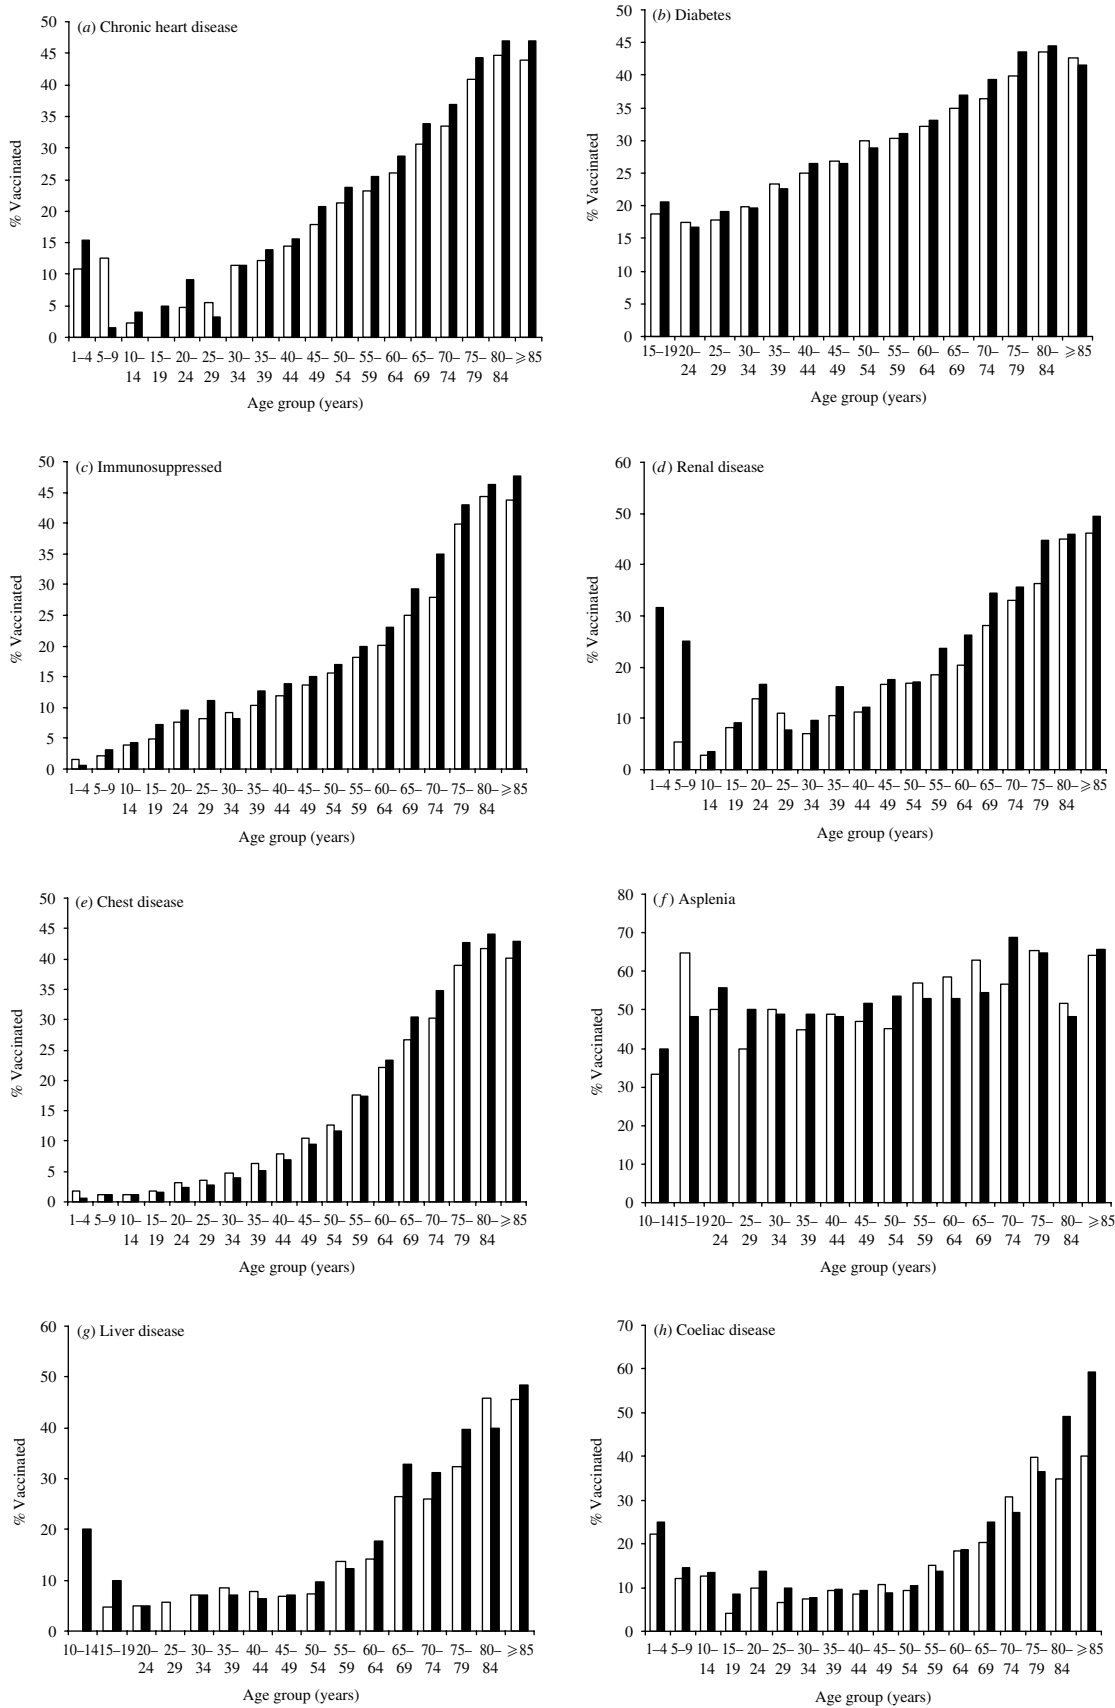 (a) Chronic heart disease
% Vaccinated
50
45
40
35
30
25
20
15
10
5
0
1–4 5–9 10– 15– 20– 25– 30– 35– 40– 45– 50– 55– 60– 65– 70– 75– 80– ⩾85
14 19 24 29 34 39 44 49 54 59 64 69 74 79 84
Age group (years)
(b) Diabetes
% Vaccinated
50
45
40
35
30
25
20
15
10
5
0
15–19 20– 25– 30– 35– 40– 45– 50– 55– 60– 65– 70– 75– 80– ⩾85
24 29 34 39 44 49 54 59 64 69 74 79 84
Age group (years)
(c) Immunosuppressed
% Vaccinated
50
45
40
35
30
25
20
15
10
5
0
1–4 5–9 10– 15– 20– 25– 30– 35– 40– 45– 50– 55– 60– 65– 70– 75– 80– ⩾85
14 19 24 29 34 39 44 49 54 59 64 69 74 79 84
Age group (years)
(d) Renal disease
% Vaccinated
60
50
40
30
20
10
0
1–4 5–9 10– 15– 20– 25– 30– 35– 40– 45– 50– 55– 60– 65– 70– 75– 80– ⩾85
14 19 24 29 34 39 44 49 54 59 64 69 74 79 84
Age group (years)
(e) Chest disease
% Vaccinated
50
45
40
35
30
25
20
15
10
5
0
1–4 5–9 10– 15– 20– 25– 30– 35– 40– 45– 50– 55– 60– 65– 70– 75– 80– ⩾85
14 19 24 29 34 39 44 49 54 59 64 69 74 79 84
Age group (years)
(f) Asplenia
% Vaccinated
80
70
60
50
40
30
20
10
0
10–14 15–19 20– 25– 30– 35– 40– 45– 50– 55– 60– 65– 70– 75– 80– ⩾85
24 29 34 39 44 49 54 59 64 69 74 79 84
Age group (years)
(g) Liver disease
% Vaccinated
60
50
40
30
20
10
0
10–14 15–19 20– 25– 30– 35– 40– 45– 50– 55– 60– 65– 70– 75– 80– ⩾85
24 29 34 39 44 49 54 59 64 69 74 79 84
Age group (years)
(h) Coeliac disease
% Vaccinated
70
60
50
40
30
20
10
0
1–4 5–9 10– 15– 20– 25– 30– 35– 40– 45– 50– 55– 60– 65– 70– 75– 80– ⩾85
14 19 24 29 34 39 44 49 54 59 64 69 74 79 84
Age group (years)